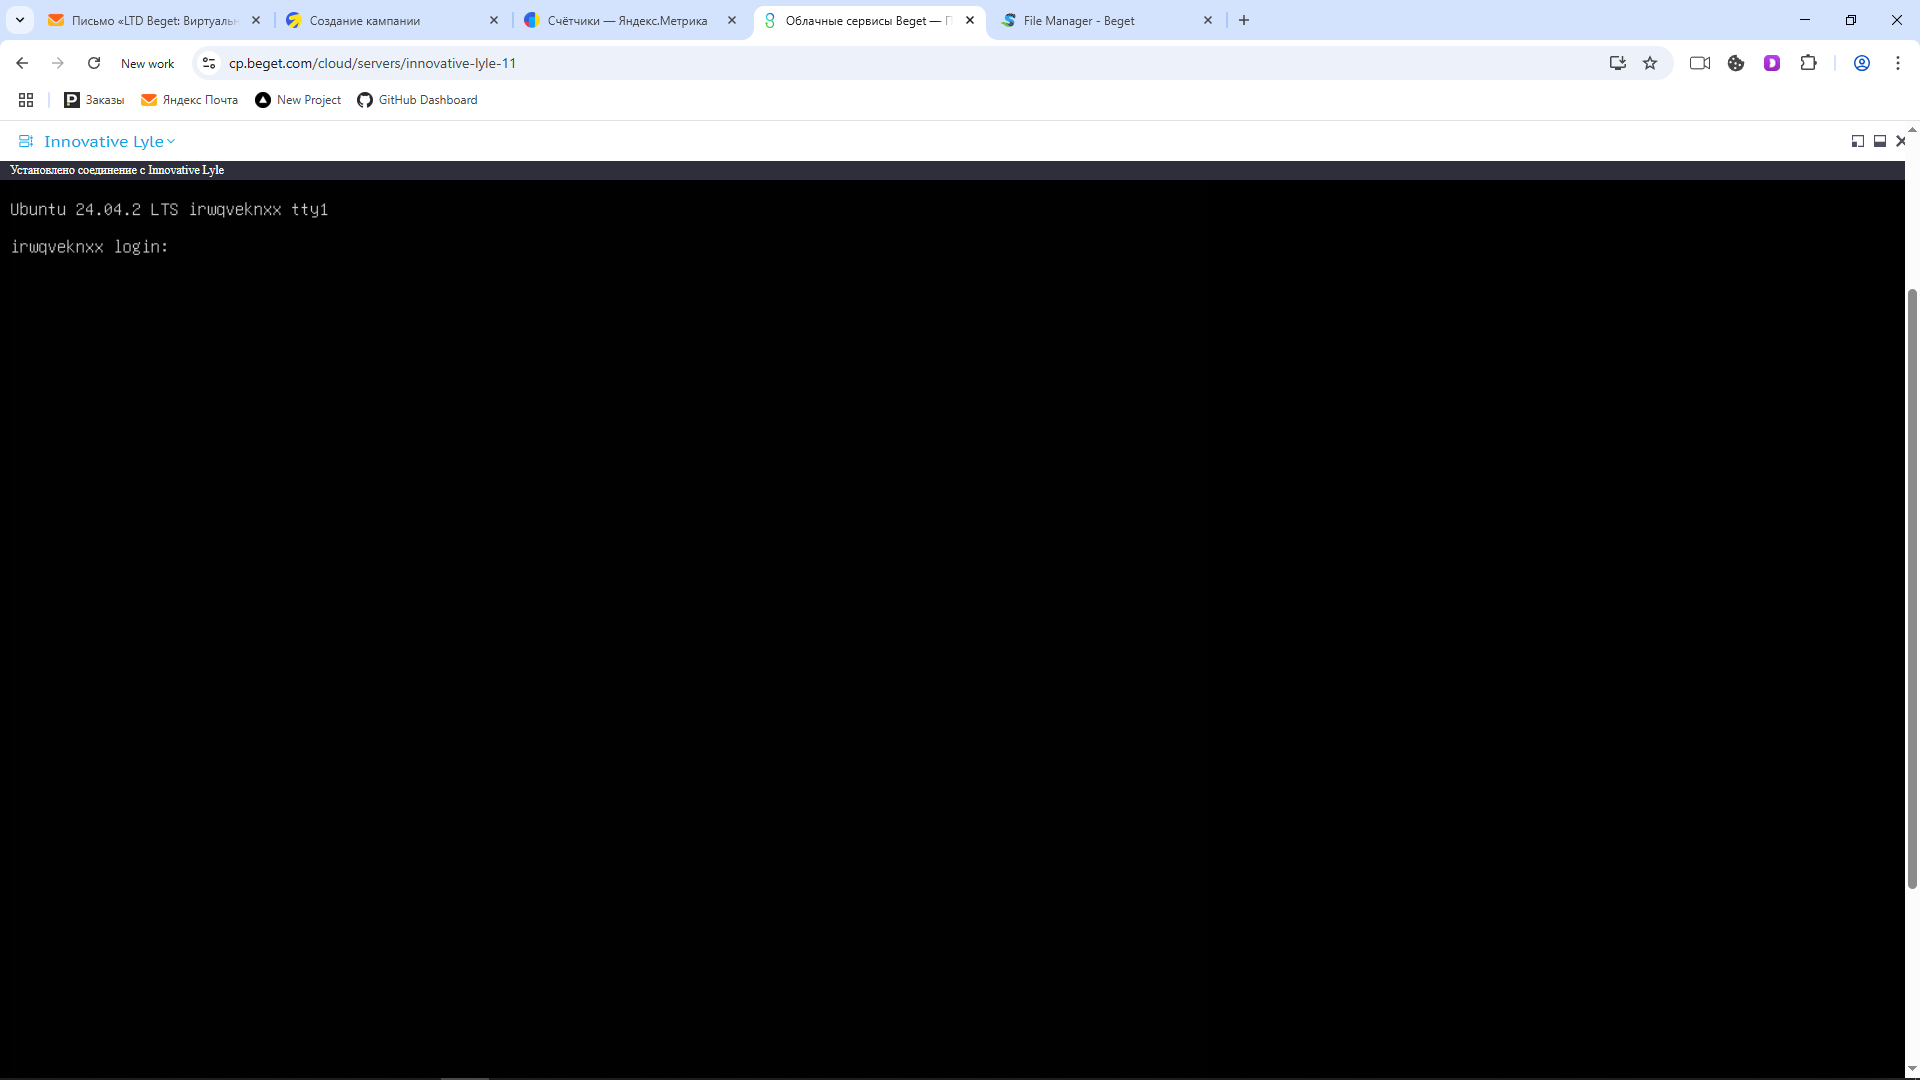 Письмо «LTD Beget: Виртуальн
Создание кампании
Счётчики — Яндекс.Метрика
Облачные сервисы Beget — П
File Manager - Beget
New work
cp.beget.com/cloud/servers/innovative-lyle-11
Заказы
Яндекс Почта
New Project
GitHub Dashboard
Innovative Lyle
Установлено соединение с Innovative Lyle
Ubuntu 24.04.2 LTS irwqveknxx tty1
irwqveknxx login: